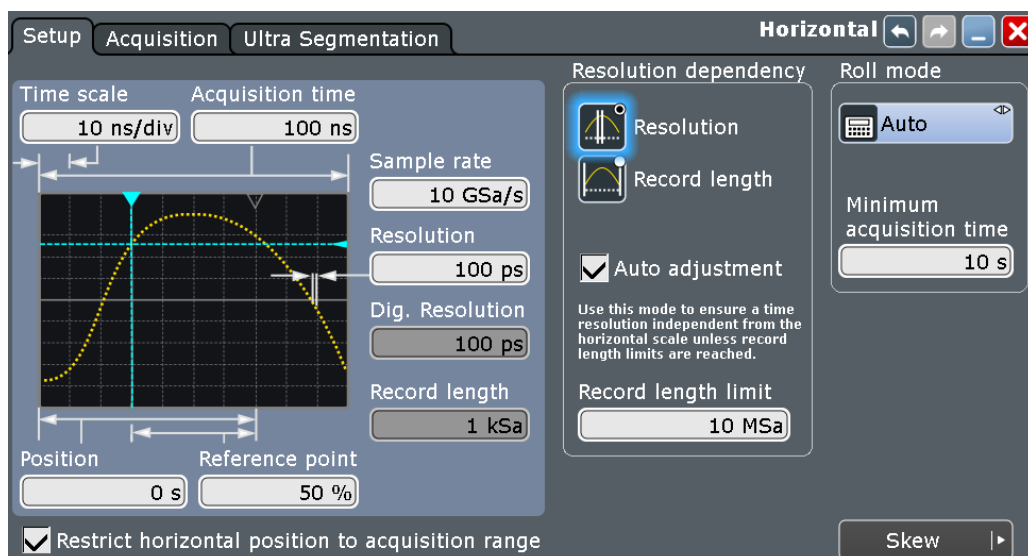 Setup Acquisition Ultra Segmentation Horizontal
Time scale Acquisition time
10 ns/div 100 ns
Sample rate
10 GSa/s
Resolution
100 ps
Dig. Resolution
100 ps
Record length
1 kSa
Position Reference point
0 s 50 %
Resolution dependency
Resolution
Record length
Auto adjustment
Use this mode to ensure a time
resolution independent from the
horizontal scale unless record
length limits are reached.
Record length limit
10 MSa
Roll mode
Auto
Minimum
acquisition time
10 s
Restrict horizontal position to acquisition range
Skew